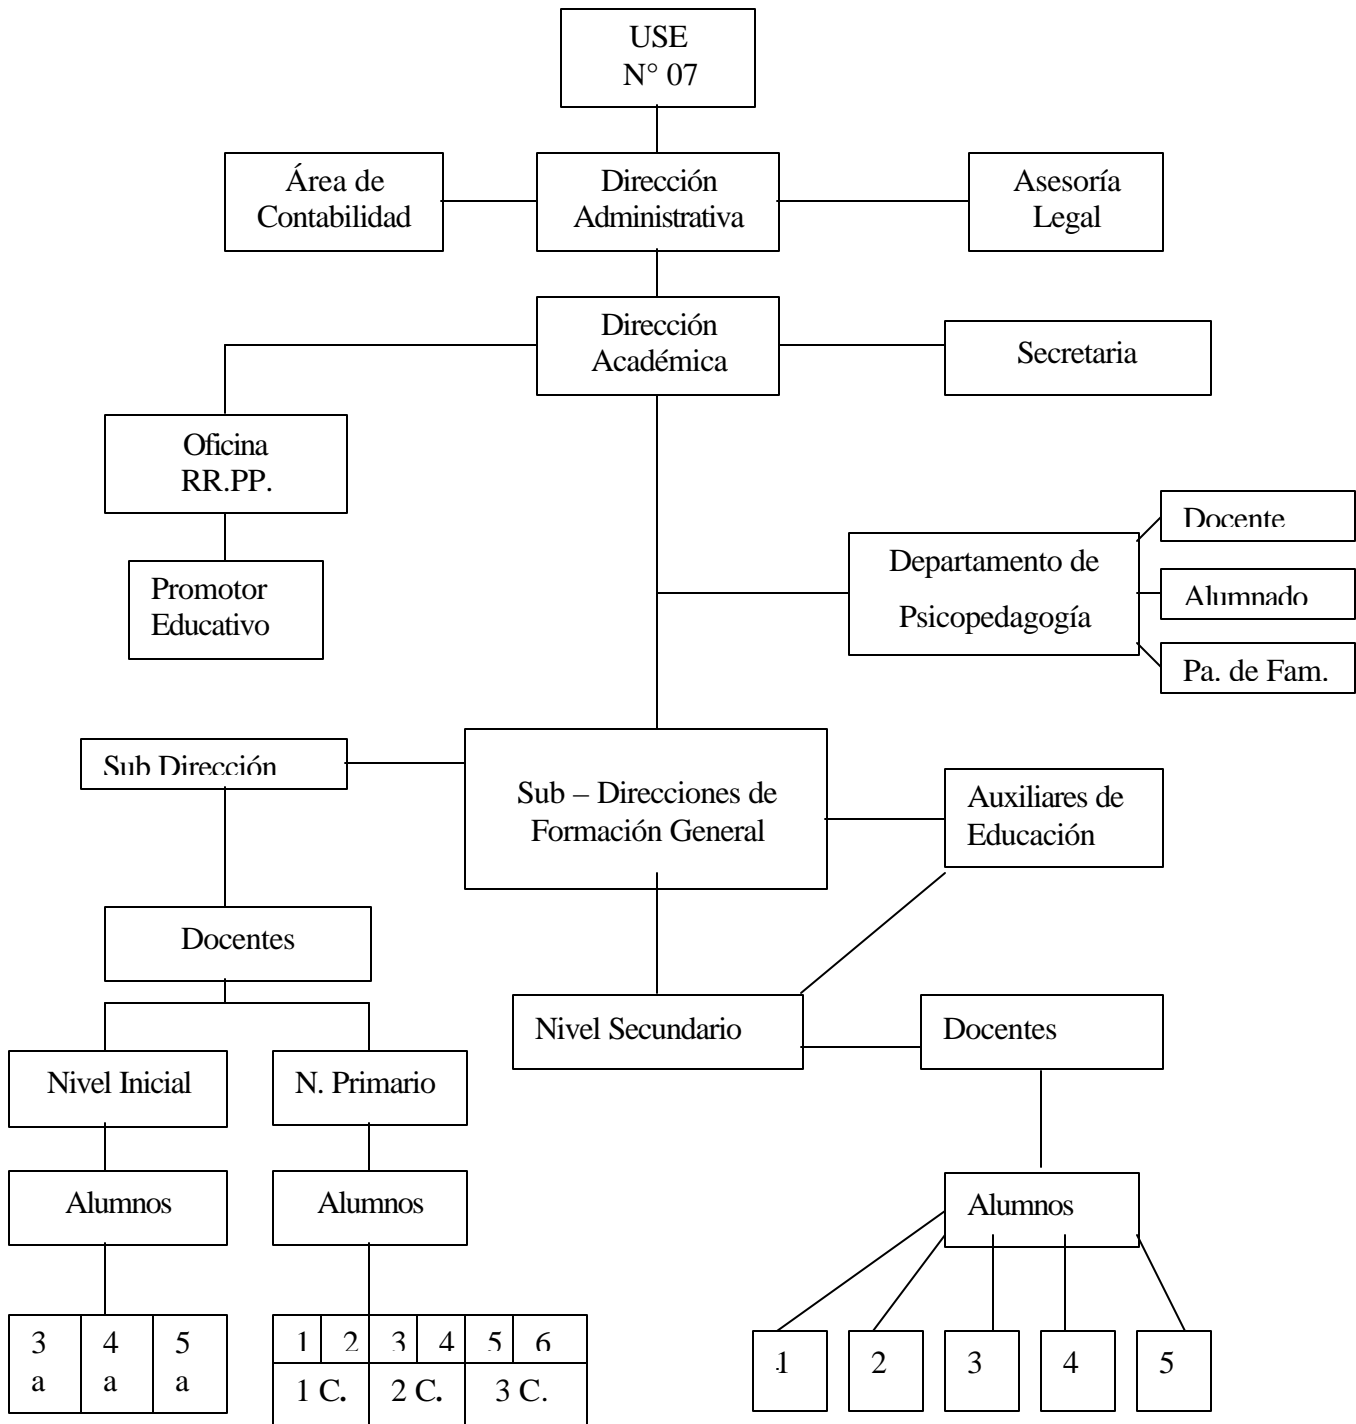 USE
N° 07
Área de
Contabilidad
Dirección
Administrativa
Asesoría
Legal
Dirección
Académica
Secretaria
Oficina
RR.PP.
Promotor
Educativo
Departamento de
Psicopedagogía
Docente
Alumnado
Pa. de Fam.
Sub Dirección
Sub – Direcciones de
Formación General
Auxiliares de
Educación
Docentes
Nivel Secundario
Docentes
Nivel Inicial
N. Primario
Alumnos
Alumnos
Alumnos
3
a
4
a
5
a
1 2 3 4 5 6
1 C. 2 C. 3 C.
1 2 3 4 5